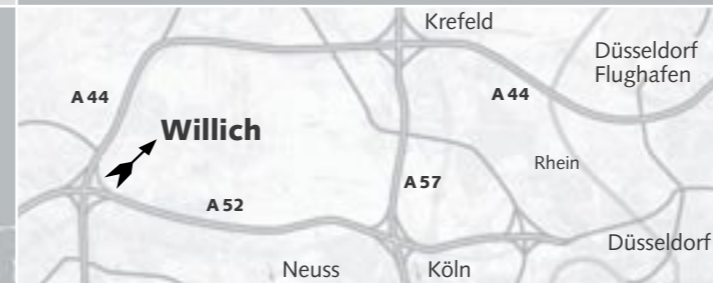 Krefeld
Düsseldorf
Flughafen
A 44
A 44
Willich
Rhein
A 57
A 52
Düsseldorf
Neuss
Köln